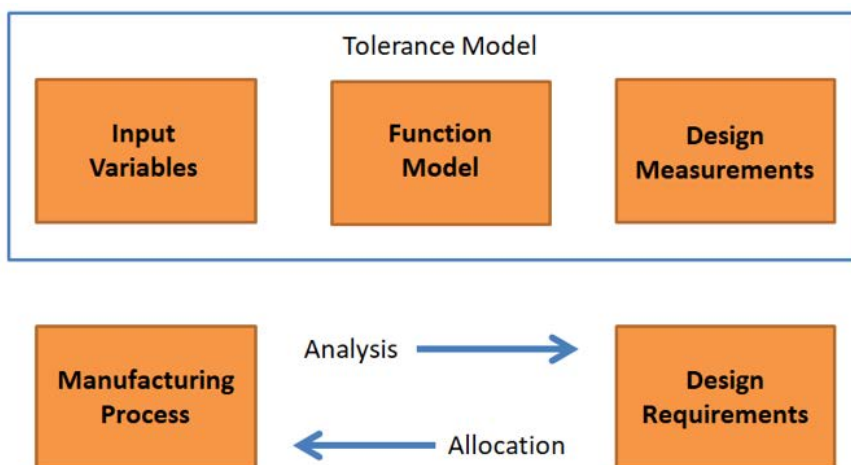 Tolerance Model
Input
Variables
Function
Model
Design
Measurements
Manufacturing
Process
Analysis
Allocation
Design
Requirements